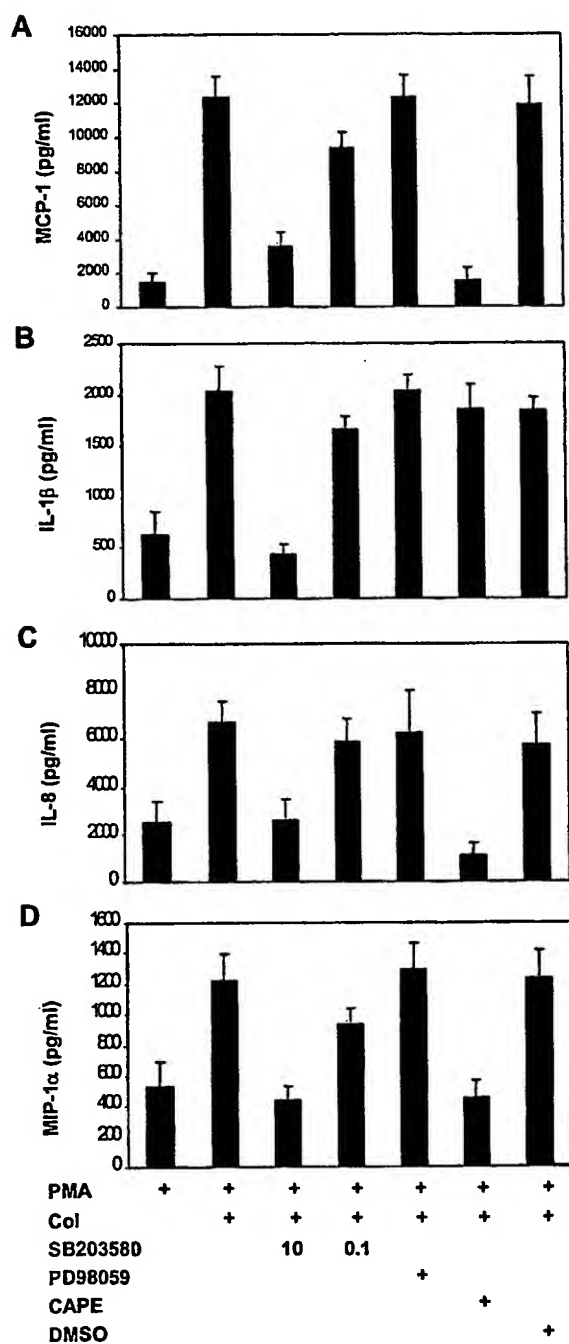 A
16000
14000
12000
10000
8000
6000
4000
2000
0
MCP-1 (pg/ml)
B
2500
2000
1500
1000
500
0
IL-1β (pg/ml)
C
10000
8000
6000
4000
2000
0
IL-8 (pg/ml)
D
1600
1400
1200
1000
800
600
400
200
0
MIP-1α (pg/ml)
PMA + + + + + + +
Col + + + + + +
SB203580 10 0.1
PD98059 +
CAPE +
DMSO +